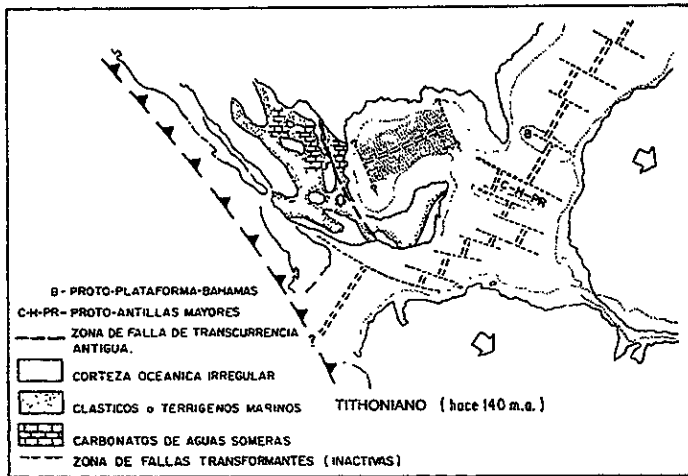 B
C-H-PR
B - PROTO-PLATAFORMA-BAHAMAS
C-H-PR- PROTO-ANTILLAS MAYORES
ZONA DE FALLA DE TRANSCURRENCIA
ANTIGUA.
?
CORTEZA OCEANICA IRREGULAR
CLASTICOS o TERRIGENOS MARINOS
TITHONIANO (hace 140 m.a.)
CARBONATOS DE AGUAS SOMERAS
ZONA DE FALLAS TRANSFORMANTES (INACTIVAS)